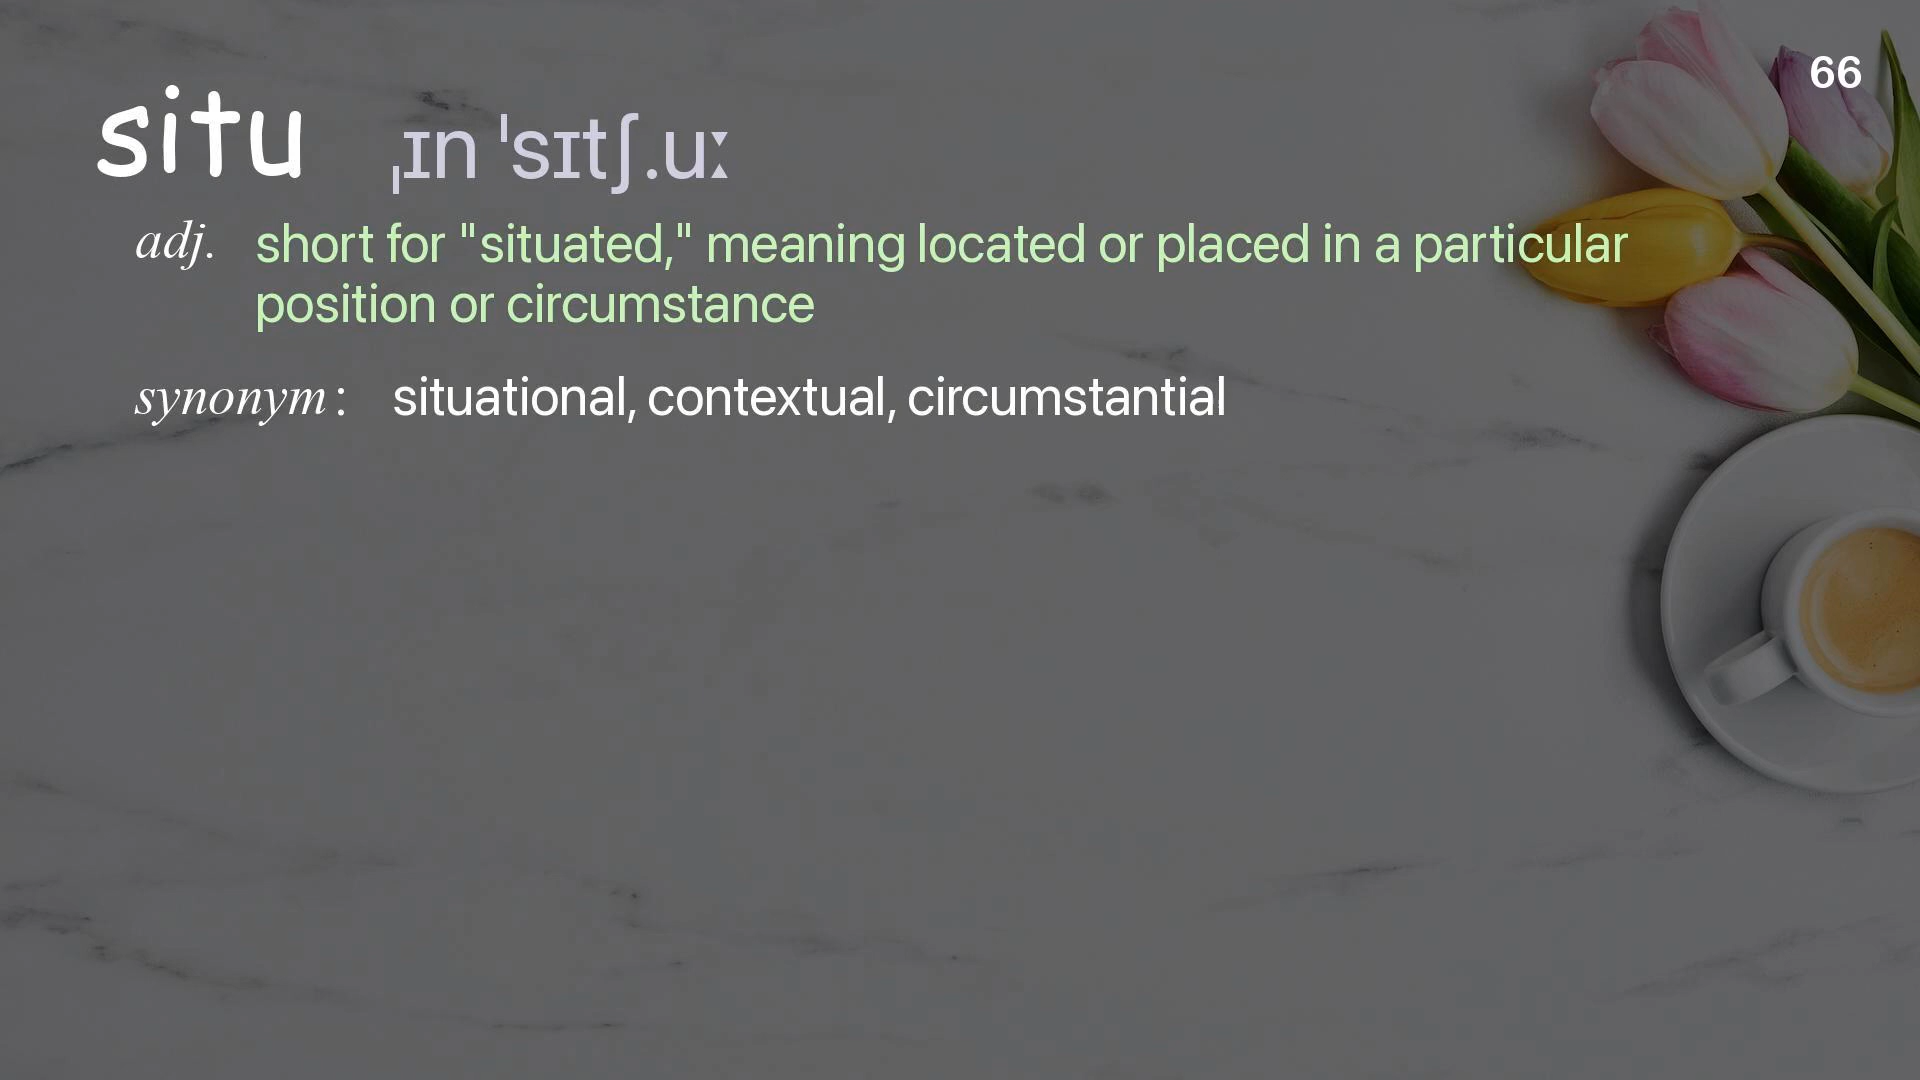 66
situ ˌɪn ˈsɪtʃ.uː
adj. short for "situated," meaning located or placed in a particular
position or circumstance
synonym : situational, contextual, circumstantial